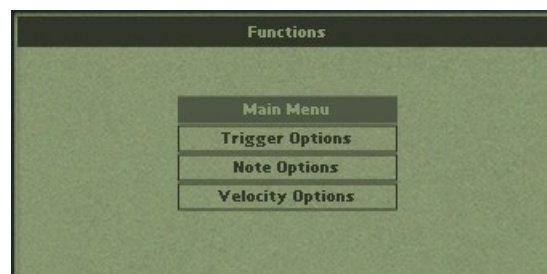 Functions
Main Menu
Trigger Options
Note Options
Velocity Options